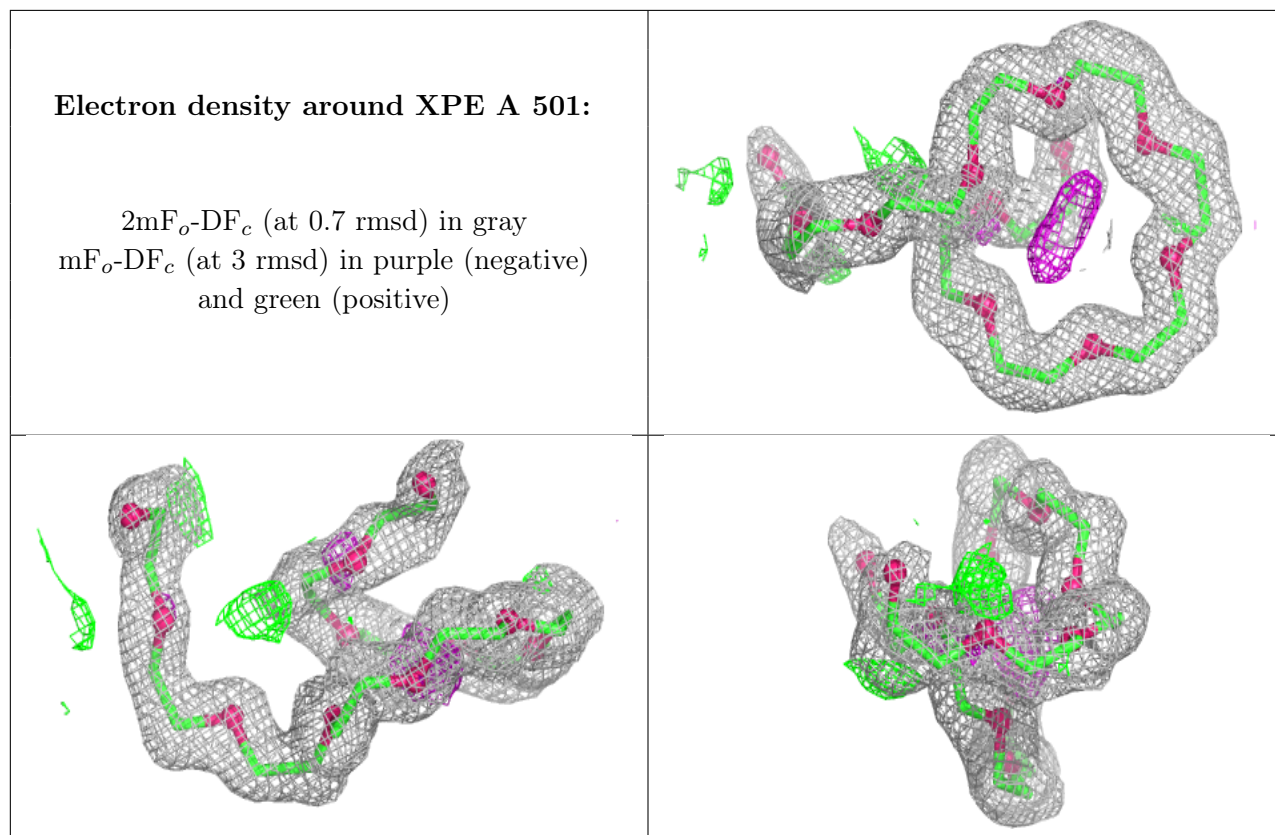 Electron density around XPE A 501:
2mFo-DFc (at 0.7 rmsd) in gray
mFo-DFc (at 3 rmsd) in purple (negative)
and green (positive)